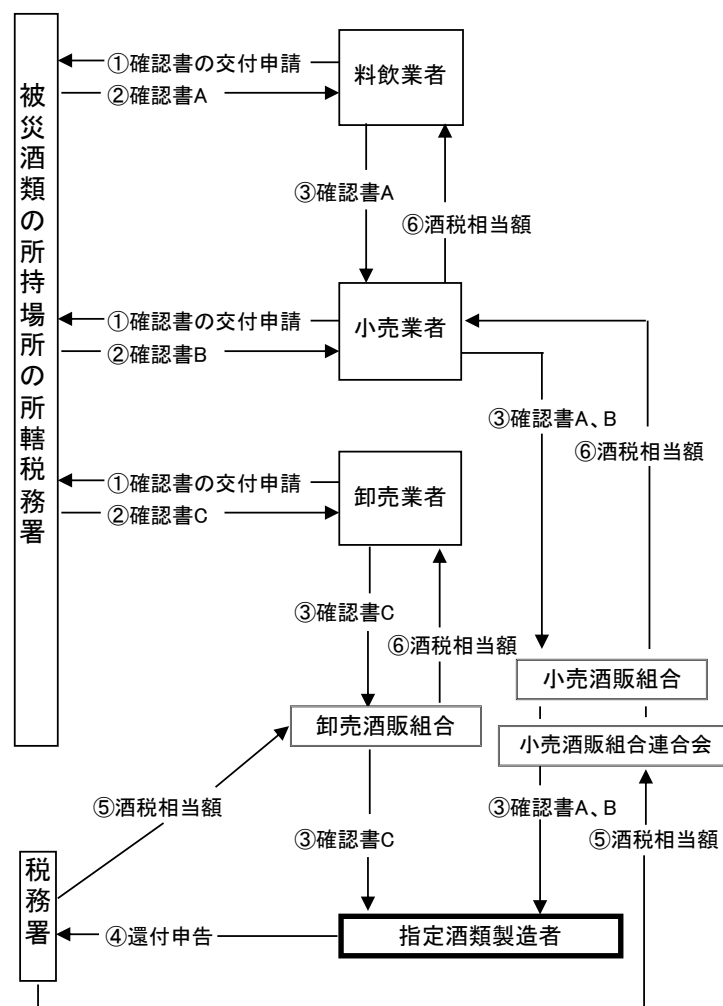 ①確認書の交付申請
料飲業者
②確認書A
被災酒類の所持場所の所轄税務署
③確認書A
⑥酒税相当額
①確認書の交付申請
小売業者
②確認書B
③確認書A、B
⑥酒税相当額
①確認書の交付申請
卸売業者
②確認書C
③確認書C
⑥酒税相当額
小売酒販組合
卸売酒販組合
小売酒販組合連合会
⑤酒税相当額
③確認書A、B
⑤酒税相当額
③確認書C
税務署
④還付申告
指定酒類製造者